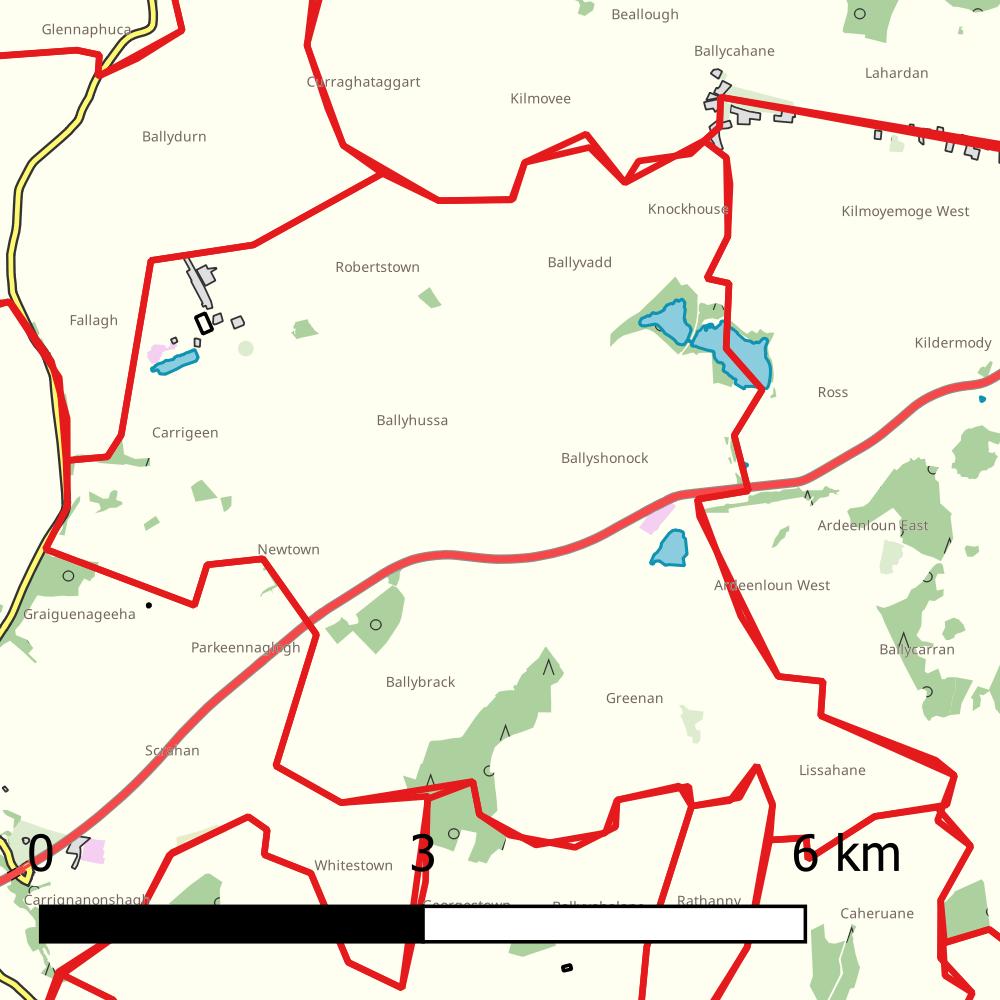 Beallough
Glennaphuca
Ballycahane
Lahardan
Curraghataggart
Kilmovee
Ballydurn
Knockhouse
Kilmoyemoge West
Ballyvadd
Robertstown
Fallagh
Kildermody
Ross
Ballyhussa
Carrigeen
Ballyshonock
Ardeenloun East
Newtown
Ardeenloun West
Graiguenageeha
Parkeennaglogh
Ballycarran
Ballybrack
Greenan
Scrahan
Lissahane
0
3
6 km
Whitestown
Carrignanonshagh
Georgestown
Rathanny
Caheruane